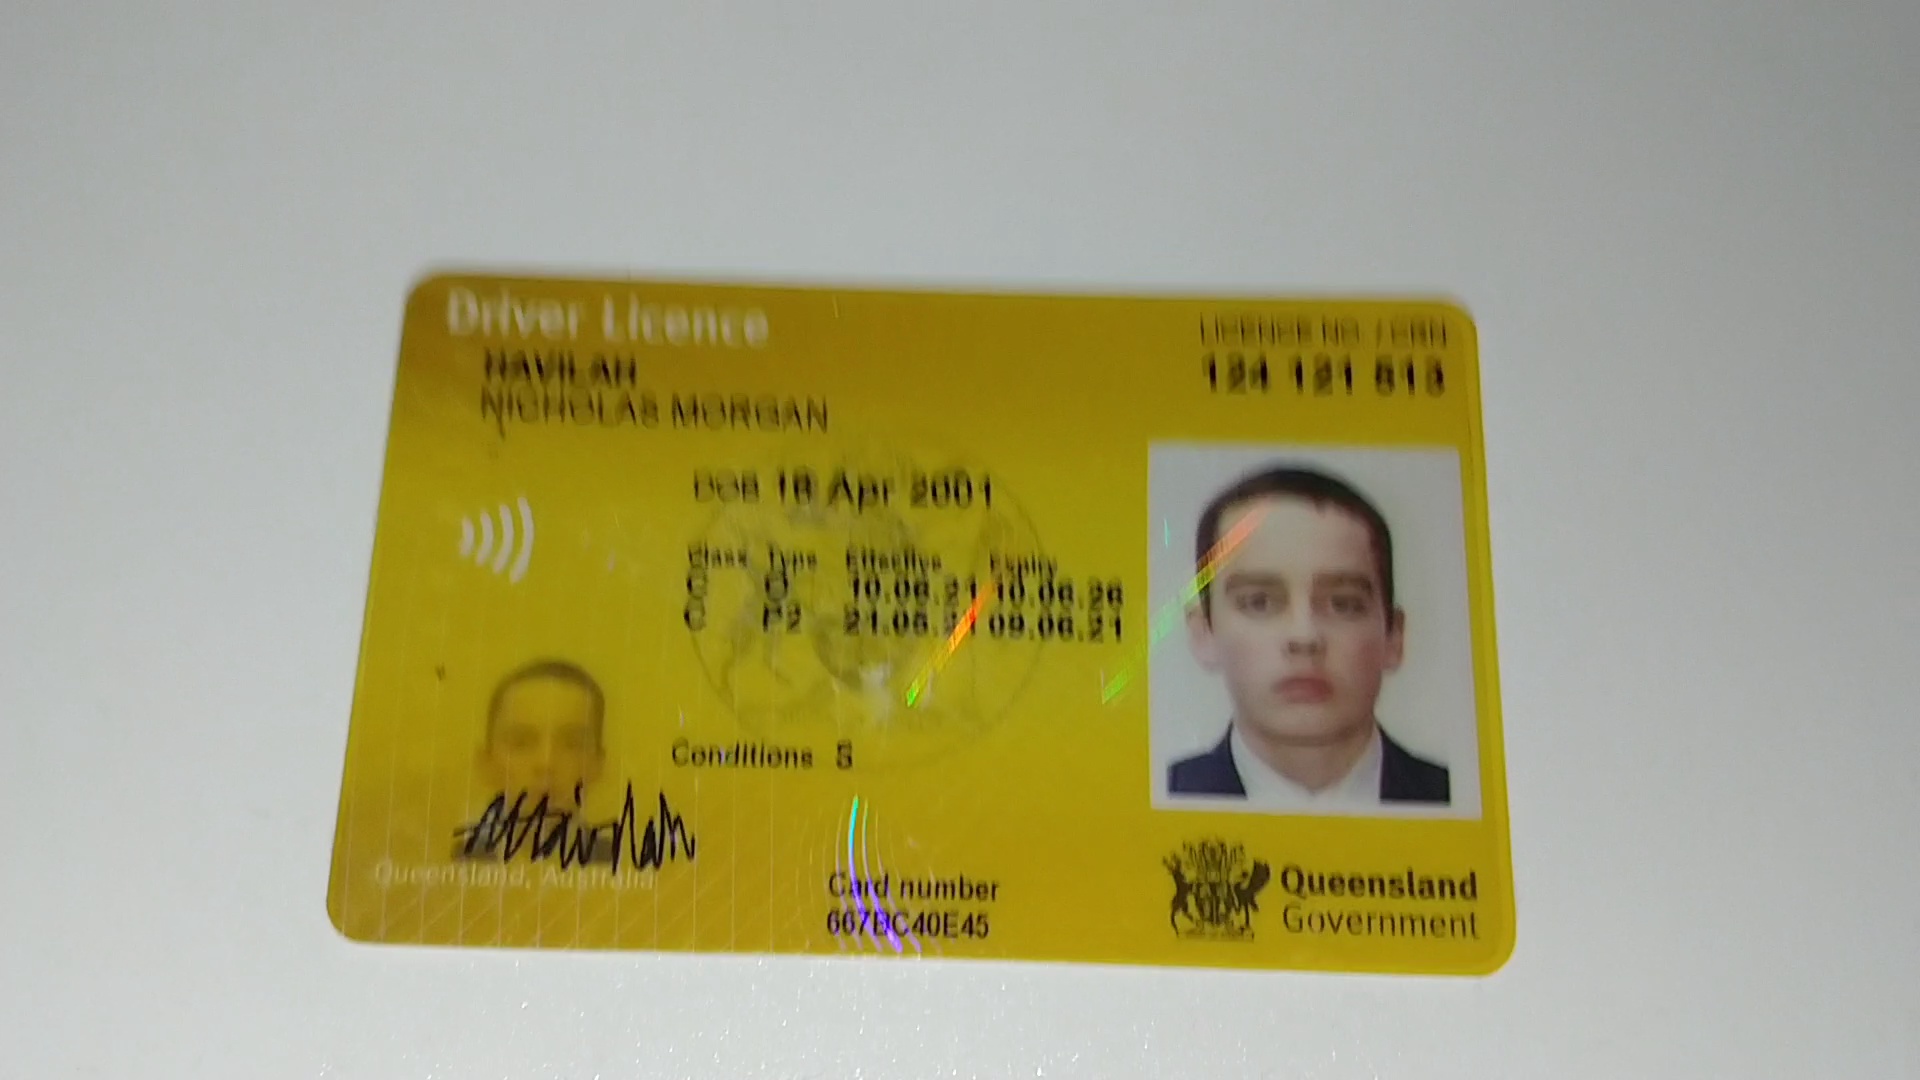 Driver Licence
HAVILAH
NICHOLAS MORGAN
LICENCE NO. / CRN
124 121 613
DOB 18 Apr 2001
Class Type Effective Expiry
C O 10.06.21 10.06.26
C P2 21.05.21 09.06.21
Conditions S
Queensland, Australia
Card number
667BC40E45
Queensland
Government